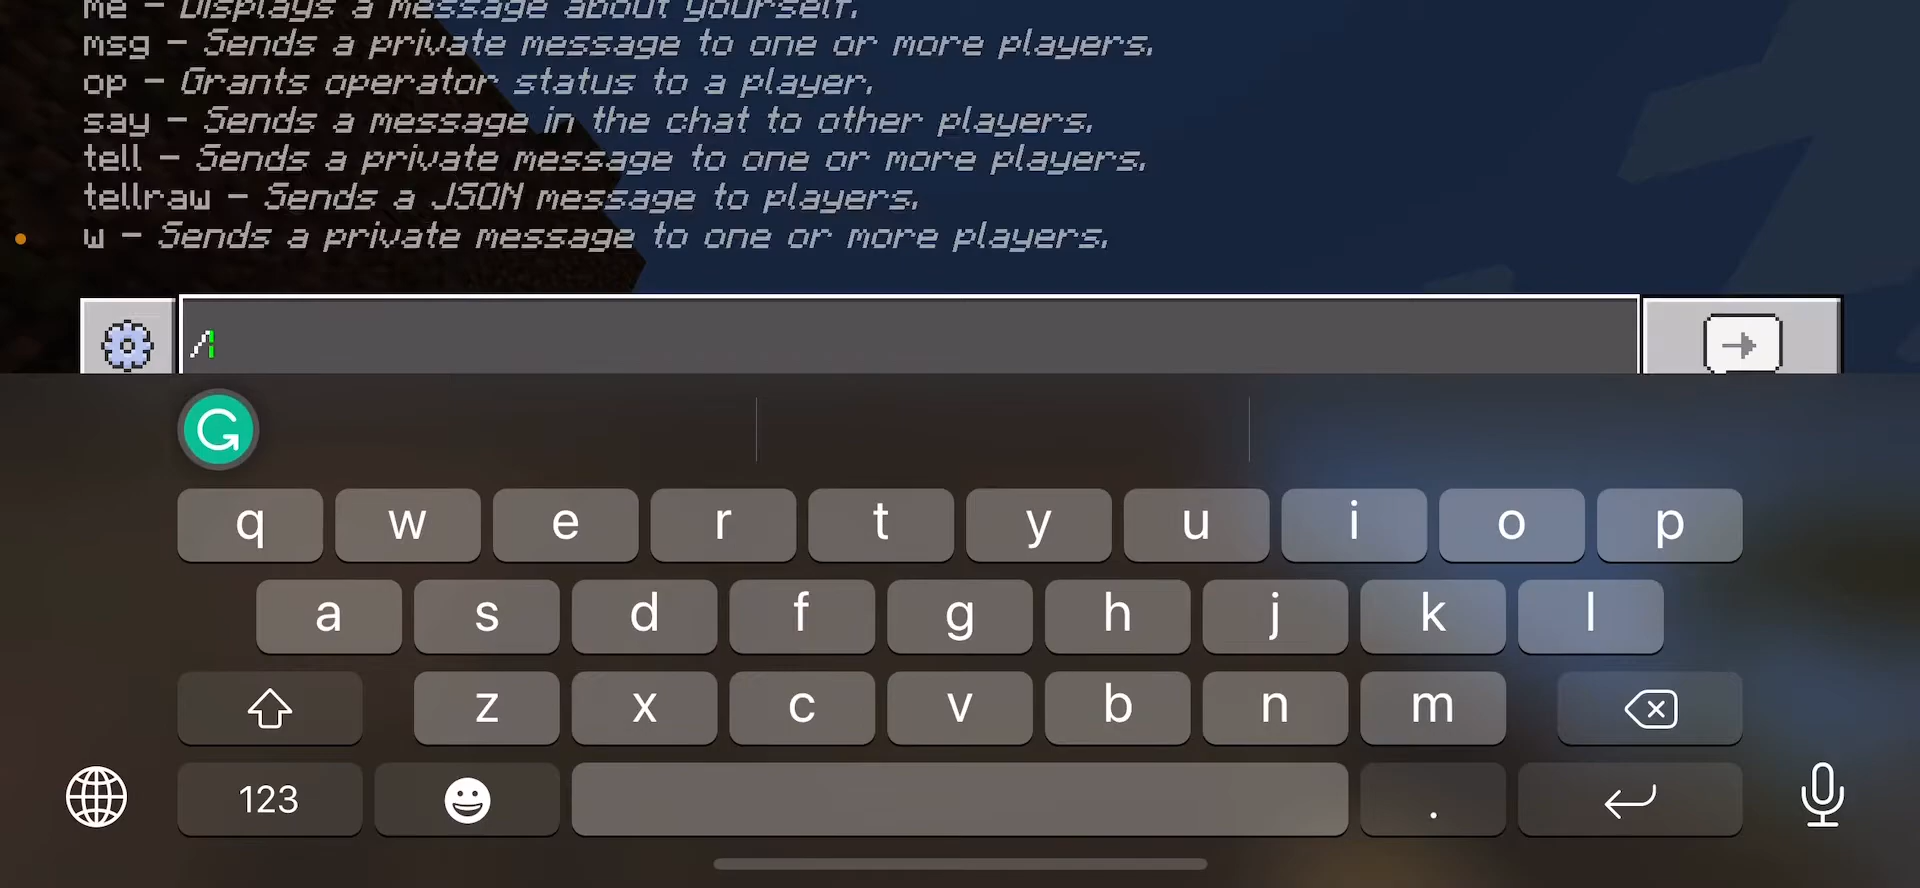 me - Displays a message about yourself.
msg - Sends a private message to one or more players.
op - Grants operator status to a player.
say - Sends a message in the chat to other players.
tell - Sends a private message to one or more players.
tellraw - Sends a JSON message to players.
w - Sends a private message to one or more players.
/
q w e r t y u i o p
a s d f g h j k l
z x c v b n m
123 .